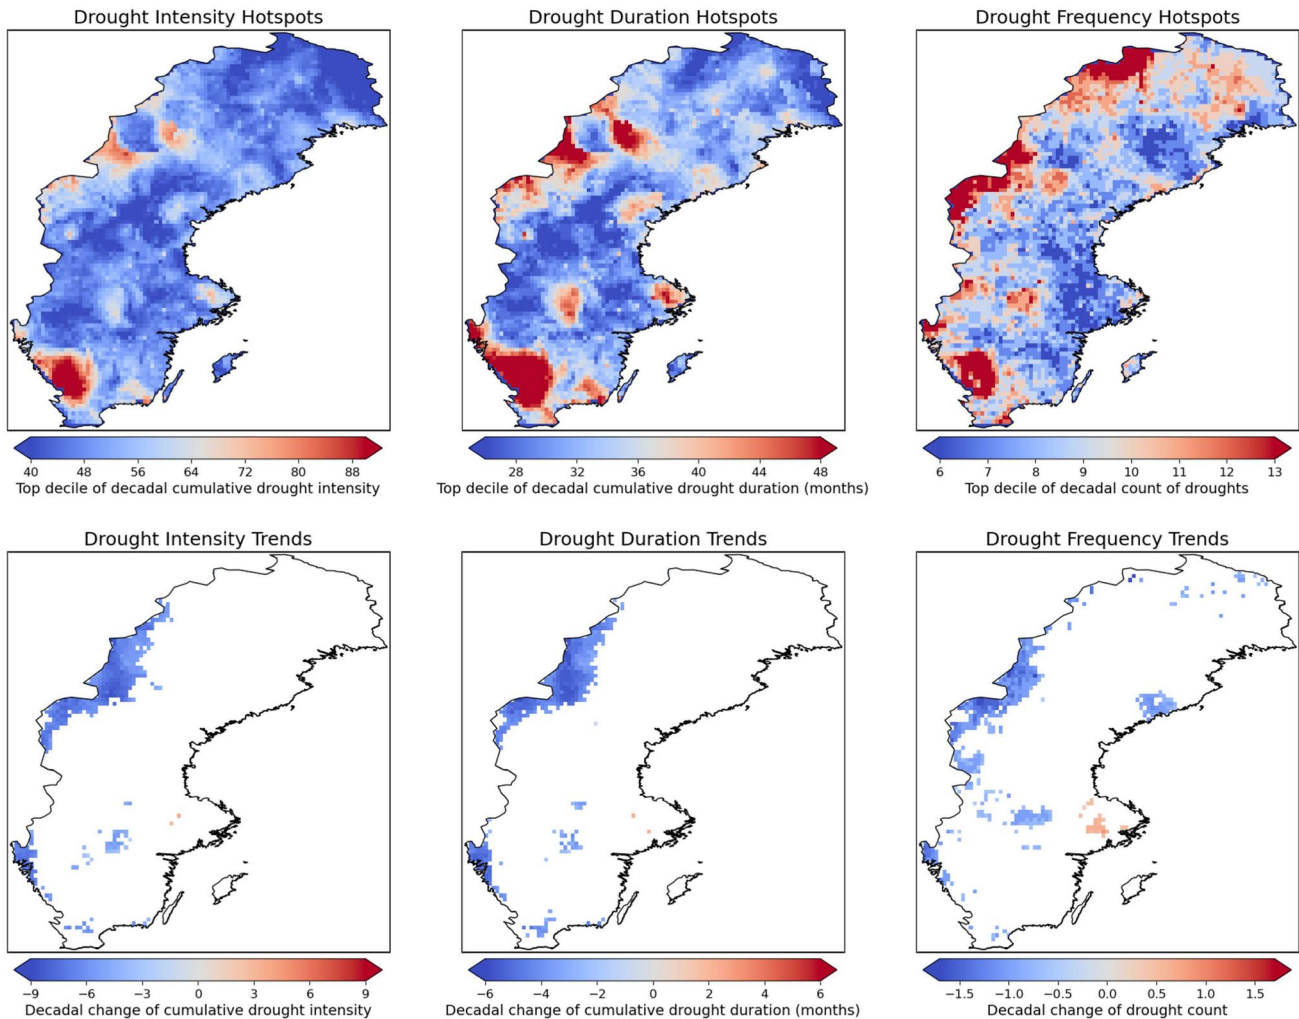 Drought Intensity Hotspots
Drought Duration Hotspots
Drought Frequency Hotspots
40 48 56 64 72 80 88
28 32 36 40 44 48
6 7 8 9 10 11 12 13
Top decile of decadal cumulative drought intensity
Top decile of decadal cumulative drought duration (months)
Top decile of decadal count of droughts
Drought Intensity Trends
Drought Duration Trends
Drought Frequency Trends
−9 −6 −3 0 3 6 9
−6 −4 −2 0 2 4 6
−1.5 −1.0 −0.5 0.0 0.5 1.0 1.5
Decadal change of cumulative drought intensity
Decadal change of cumulative drought duration (months)
Decadal change of drought count